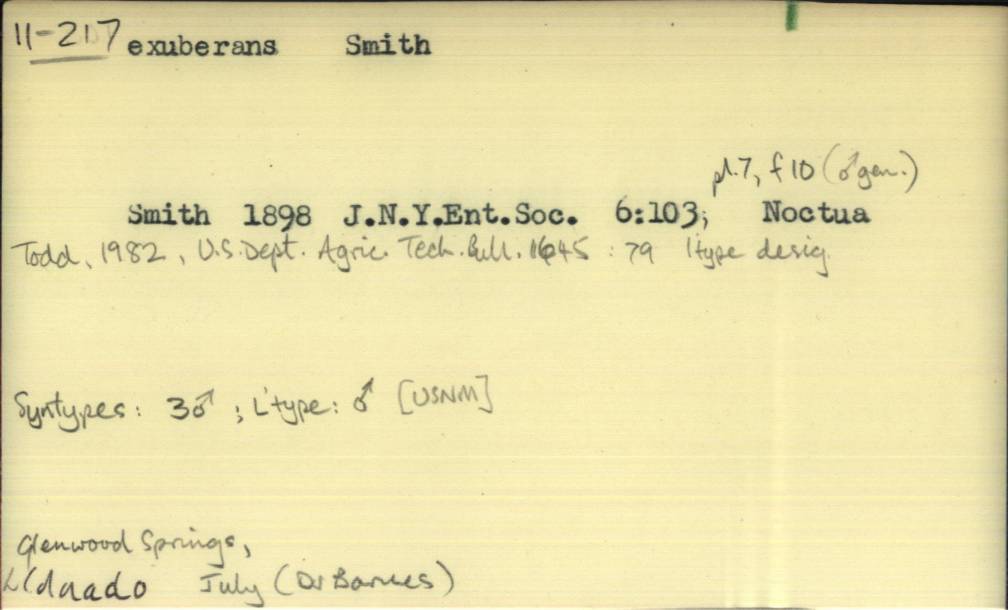 11-217 exuberans Smith
pl.7, f 10 (♂ gen.)
Smith 1898 J.N.Y.Ent.Soc. 6:103; Noctua
Todd, 1982, U.S. Dept. Agric. Tech. Bull. 1645 : 79 ltype desig.
Syntypes: 3♂ ; L'type: ♂ [USNM]
Glenwood Springs,
July (Dr Barnes)